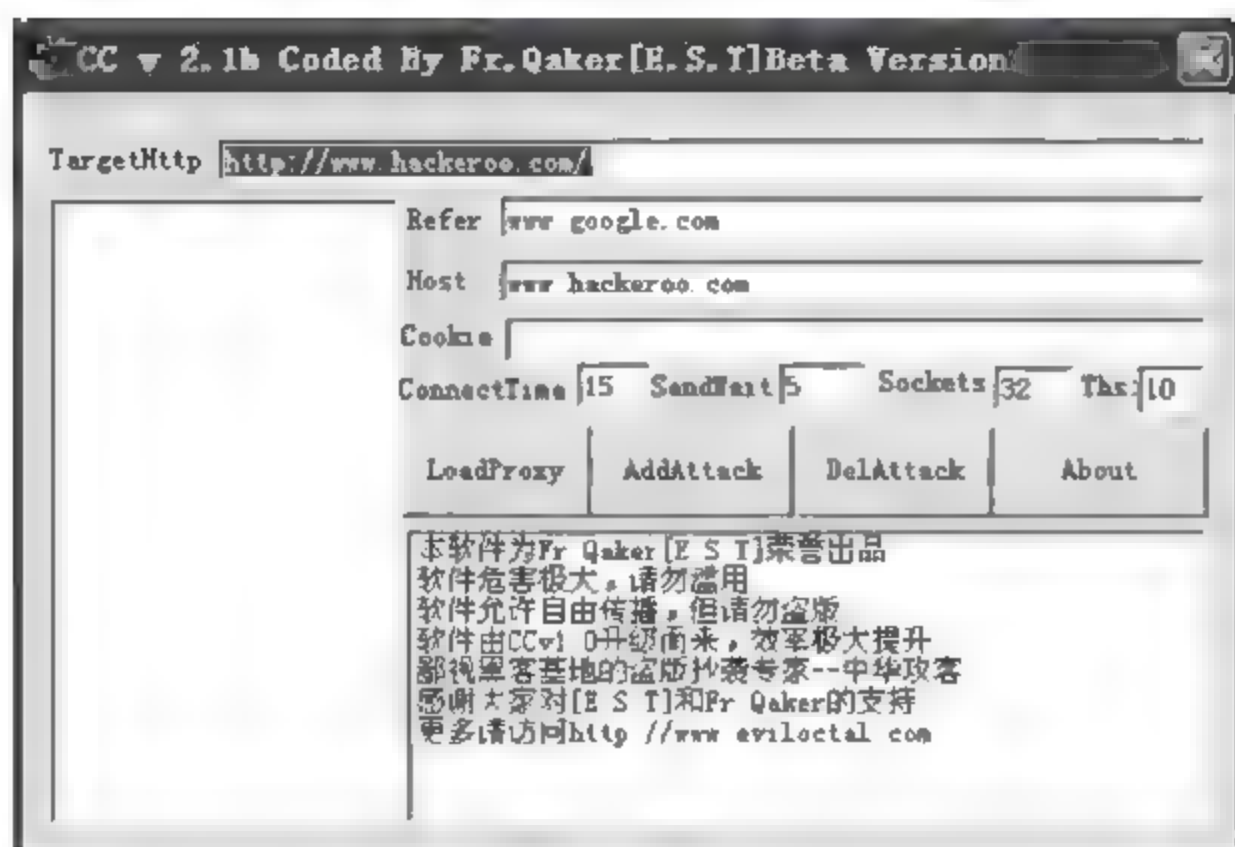 CC v 2.1b Coded By Fr.Qaker[E.S.T]Beta Version
TargetHttp http://www.hackeroo.com/
Refer www google.com
Host www hackeroo com
Cookie
ConnectTime 15 SendWait 5 Sockets 32 Ths: 10
LoadProxy AddAttack DelAttack About
本软件为Fr Qaker[E S T]荣誉出品
软件危害极大，请勿滥用
软件允许自由传播，但请勿盗版
软件由CCv1 0升级而来，效率极大提升
鄙视黑客基地的盗版抄袭专家--中华攻客
感谢大家对[E S T]和Fr Qaker的支持
更多请访问http //www eviloctal com